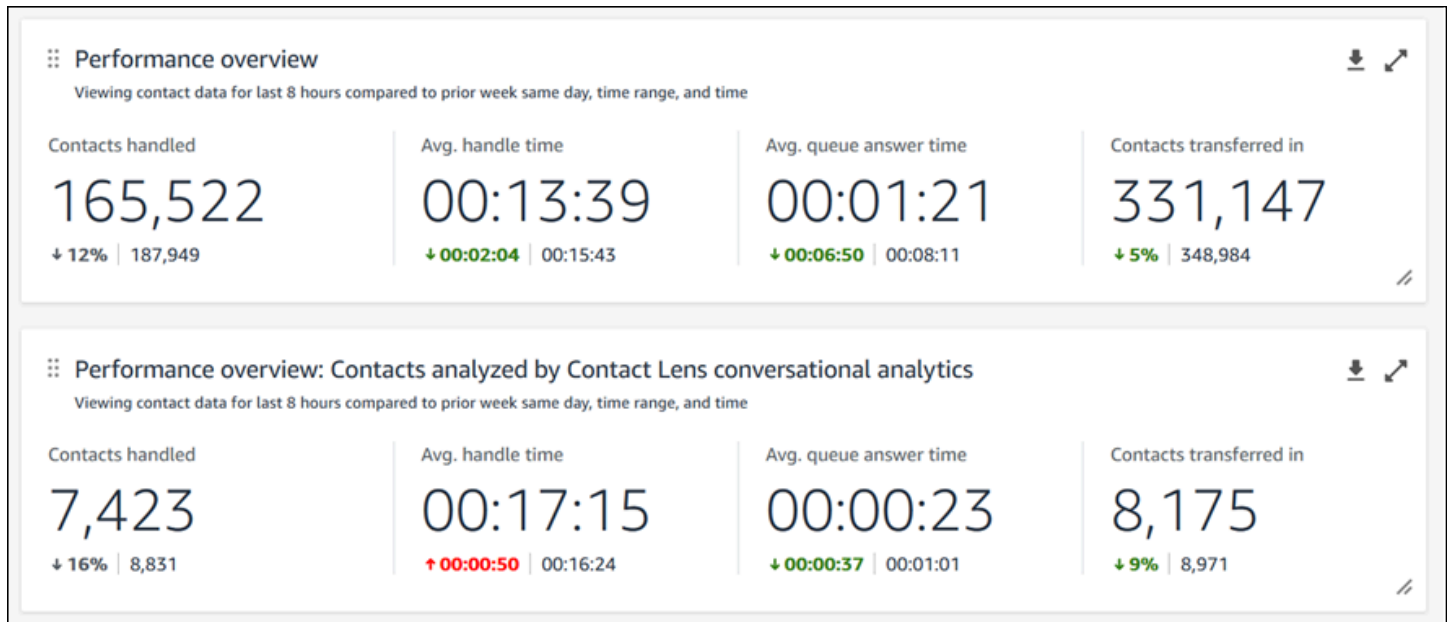 Performance overview
Viewing contact data for last 8 hours compared to prior week same day, time range, and time
Contacts handled
165,522
↓12% | 187,949
Avg. handle time
00:13:39
↓00:02:04 | 00:15:43
Avg. queue answer time
00:01:21
↓00:06:50 | 00:08:11
Contacts transferred in
331,147
↓5% | 348,984
Performance overview: Contacts analyzed by Contact Lens conversational analytics
Viewing contact data for last 8 hours compared to prior week same day, time range, and time
Contacts handled
7,423
↓16% | 8,831
Avg. handle time
00:17:15
↑00:00:50 | 00:16:24
Avg. queue answer time
00:00:23
↓00:00:37 | 00:01:01
Contacts transferred in
8,175
↓9% | 8,971